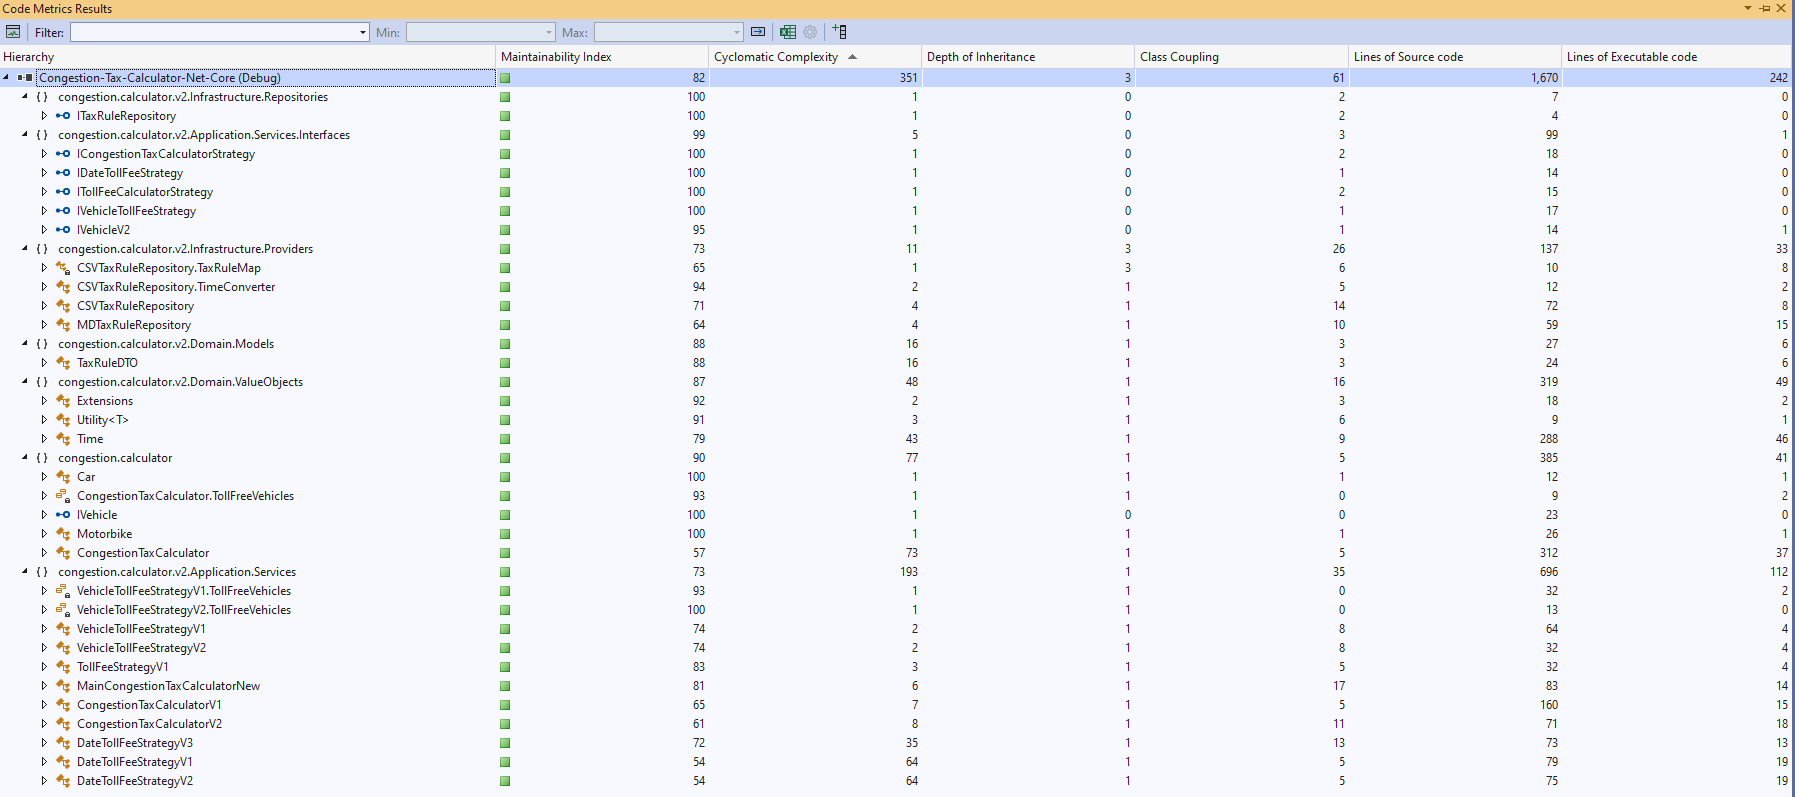 Code Metrics Results
Filter: Min: Max:
Hierarchy Maintainability Index Cyclomatic Complexity Depth of Inheritance Class Coupling Lines of Source code Lines of Executable code
Congestion-Tax-Calculator-Net-Core (Debug) 82 351 3 61 1,670 242
{ } congestion.calculator.v2.Infrastructure.Repositories 100 1 0 2 7 0
ITaxRuleRepository 100 1 0 2 4 0
{ } congestion.calculator.v2.Application.Services.Interfaces 99 5 0 3 99 1
ICongestionTaxCalculatorStrategy 100 1 0 2 18 0
IDateTollFeeStrategy 100 1 0 1 14 0
ITollFeeCalculatorStrategy 100 1 0 2 15 0
IVehicleTollFeeStrategy 100 1 0 1 17 0
IVehicleV2 95 1 0 1 14 1
{ } congestion.calculator.v2.Infrastructure.Providers 73 11 3 26 137 33
CSVTaxRuleRepository.TaxRuleMap 65 1 3 6 10 8
CSVTaxRuleRepository.TimeConverter 94 2 1 5 12 2
CSVTaxRuleRepository 71 4 1 14 72 8
MDTaxRuleRepository 64 4 1 10 59 15
{ } congestion.calculator.v2.Domain.Models 88 16 1 3 27 6
TaxRuleDTO 88 16 1 3 24 6
{ } congestion.calculator.v2.Domain.ValueObjects 87 48 1 16 319 49
Extensions 92 2 1 3 18 2
Utility<T> 91 3 1 6 9 1
Time 79 43 1 9 288 46
{ } congestion.calculator 90 77 1 5 385 41
Car 100 1 1 1 12 1
CongestionTaxCalculator.TollFreeVehicles 93 1 1 0 9 2
IVehicle 100 1 0 0 23 0
Motorbike 100 1 1 1 26 1
CongestionTaxCalculator 57 73 1 5 312 37
{ } congestion.calculator.v2.Application.Services 73 193 1 35 696 112
VehicleTollFeeStrategyV1.TollFreeVehicles 93 1 1 0 32 2
VehicleTollFeeStrategyV2.TollFreeVehicles 100 1 1 0 13 0
VehicleTollFeeStrategyV1 74 2 1 8 64 4
VehicleTollFeeStrategyV2 74 2 1 8 32 4
TollFeeStrategyV1 83 3 1 5 32 4
MainCongestionTaxCalculatorNew 81 6 1 17 83 14
CongestionTaxCalculatorV1 65 7 1 5 160 15
CongestionTaxCalculatorV2 61 8 1 11 71 18
DateTollFeeStrategyV3 72 35 1 13 73 13
DateTollFeeStrategyV1 54 64 1 5 79 19
DateTollFeeStrategyV2 54 64 1 5 75 19